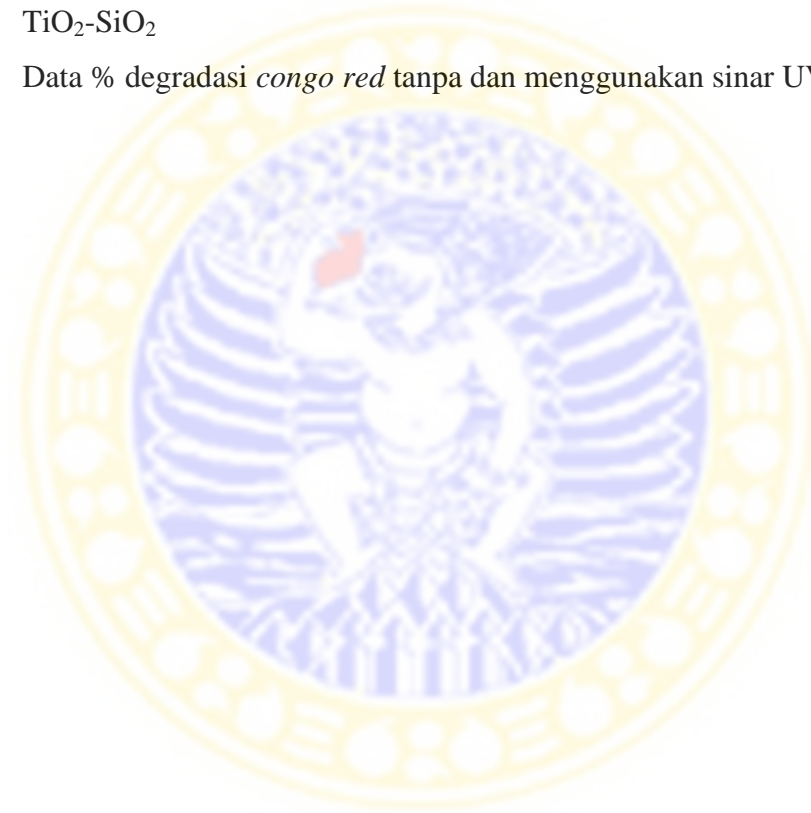 TiO₂-SiO₂
Data % degradasi congo red tanpa dan menggunakan sinar UV